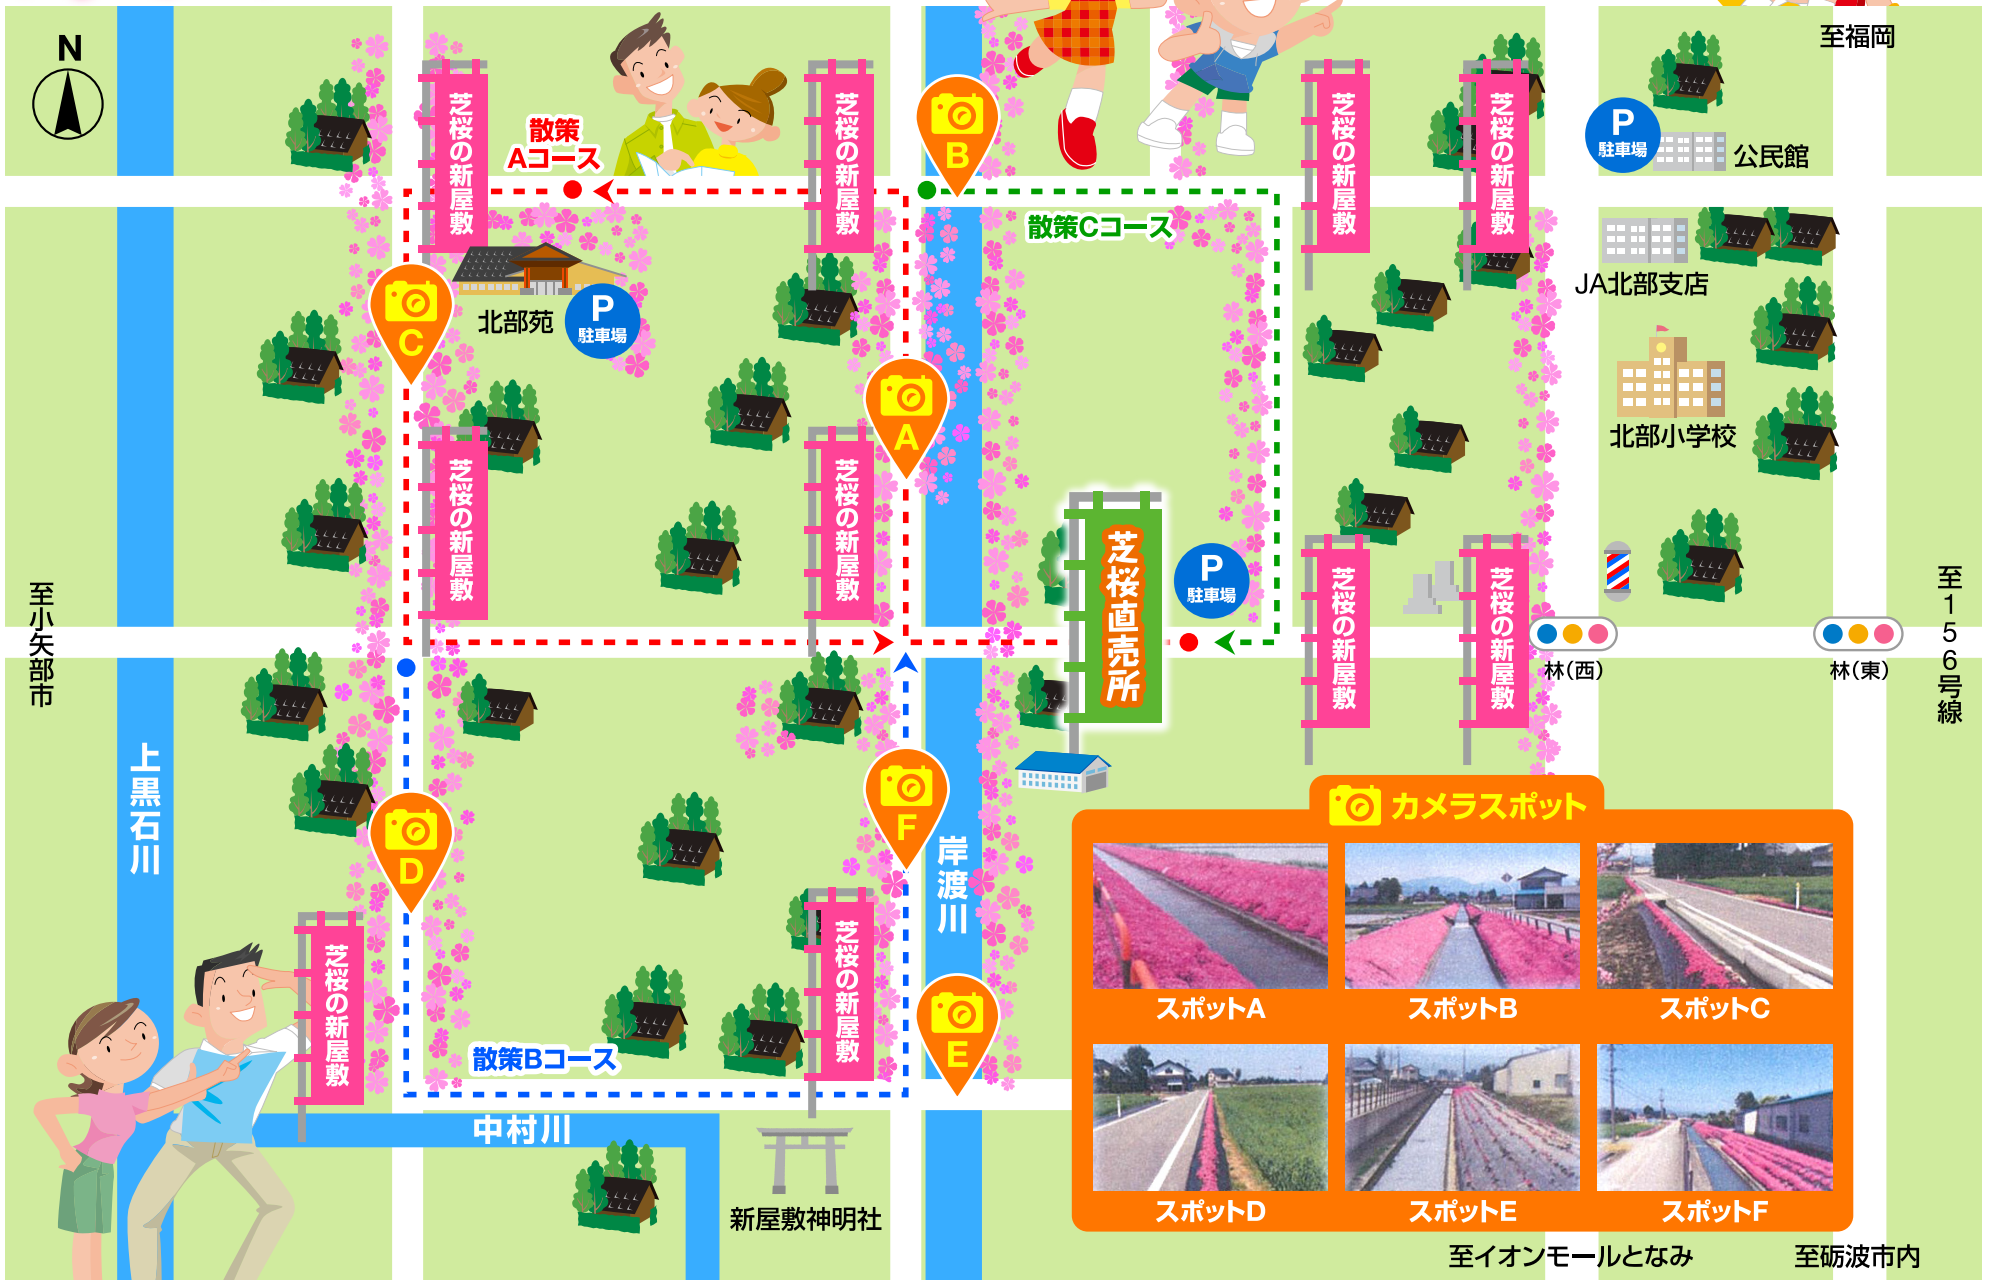 至福岡
N
芝桜の新屋敷
散策
Aコース
芝桜の新屋敷
B
芝桜の新屋敷
芝桜の新屋敷
P
駐車場
公民館
散策Cコース
C
北部苑
P
駐車場
JA北部支店
A
北部小学校
芝桜の新屋敷
芝桜の新屋敷
芝桜直売所
P
駐車場
芝桜の新屋敷
芝桜の新屋敷
至小矢部市
至156号線
林(西)
林(東)
上黒石川
D
F
岸渡川
カメラスポット
スポットA
スポットB
スポットC
芝桜の新屋敷
芝桜の新屋敷
E
散策Bコース
中村川
新屋敷神明社
スポットD
スポットE
スポットF
至イオンモールとなみ
至砺波市内